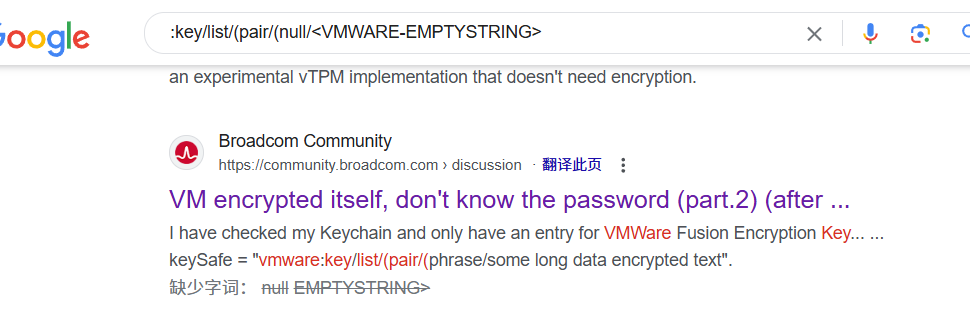 Google :key/list/(pair/(null/<VMWARE-EMPTYSTRING>
an experimental vTPM implementation that doesn't need encryption.
Broadcom Community
https://community.broadcom.com › discussion · 翻译此页
VM encrypted itself, don't know the password (part.2) (after ...
I have checked my Keychain and only have an entry for VMWare Fusion Encryption Key... ...
keySafe = "vmware:key/list/(pair/(phrase/some long data encrypted text".
缺少字词： null EMPTYSTRING>